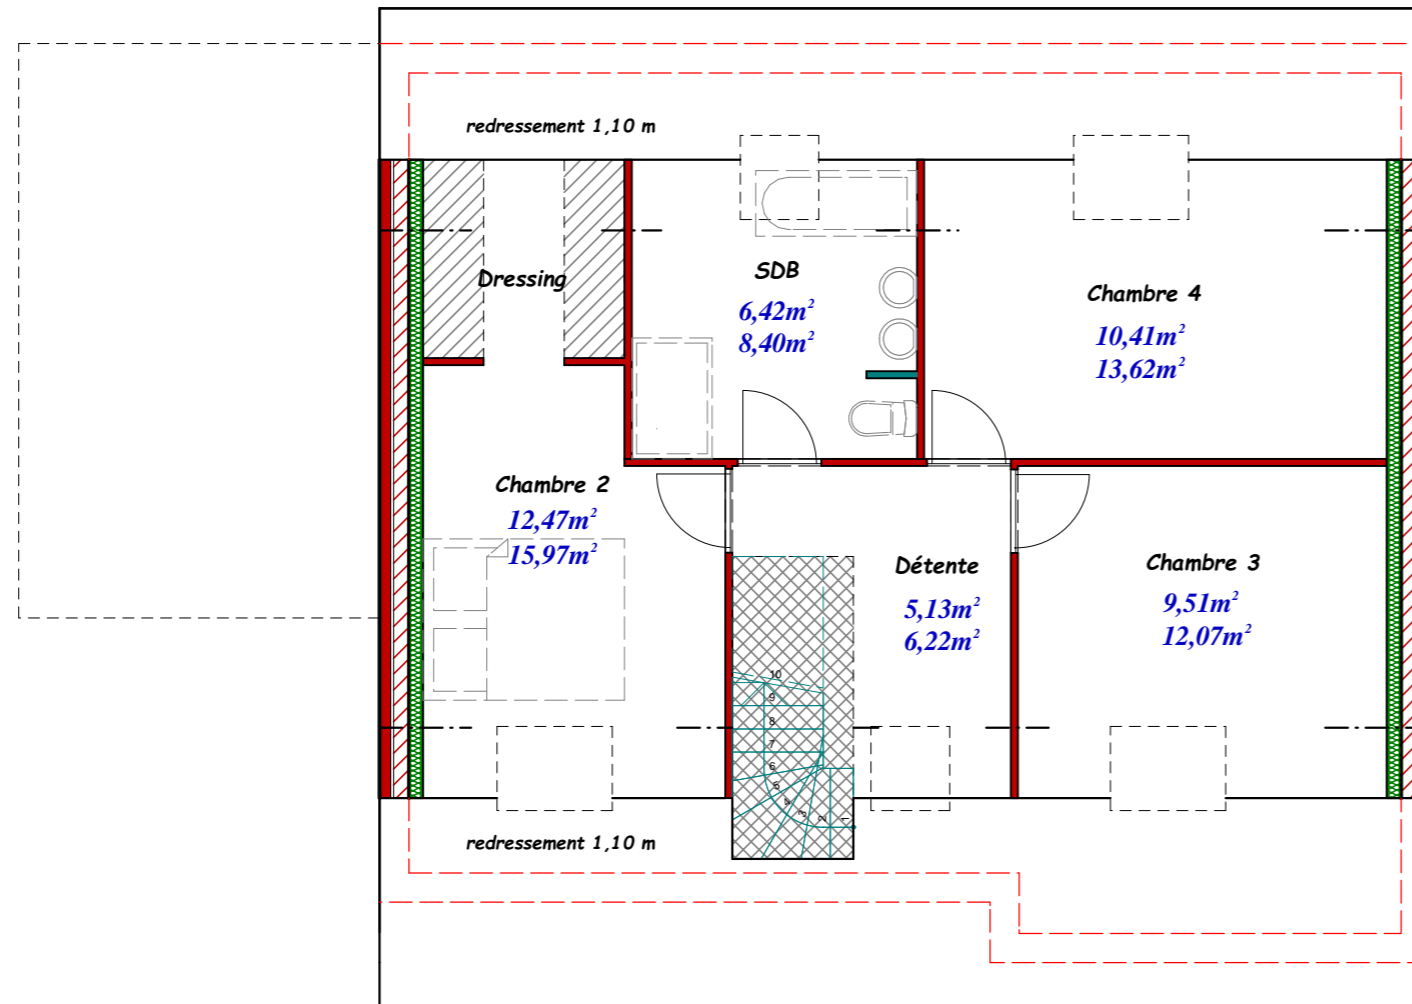 redressement 1,10 m
Dressing
SDB
6,42m²
8,40m²
Chambre 4
10,41m²
13,62m²
Chambre 2
12,47m²
15,97m²
Détente
5,13m²
6,22m²
Chambre 3
9,51m²
12,07m²
10
9
8
7
6
5
4
3
2
1
redressement 1,10 m